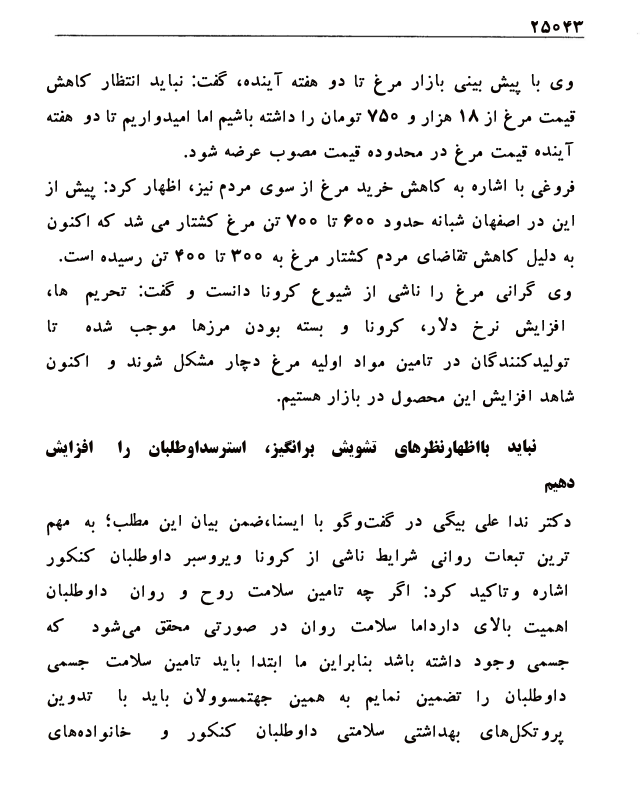 ۲۵۰۴۳
وی با پیش بینی بازار مرغ تا دو هفته آینده، گفت: نباید انتظار کاهش
قیمت مرغ از ۱۸ هزار و ۷۵۰ تومان را داشته باشیم اما امیدواریم تا دو هفته
آینده قیمت مرغ در محدوده قیمت مصوب عرضه شود.
فروغی با اشاره به کاهش خرید مرغ از سوی مردم نیز، اظهار کرد: پیش از
این در اصفهان شبانه حدود ۶۰۰ تا ۷۰۰ تن مرغ کشتار می شد که اکنون
به دلیل کاهش تقاضای مردم کشتار مرغ به ۳۰۰ تا ۴۰۰ تن رسیده است.
وی گرانی مرغ را ناشی از شیوع کرونا دانست و گفت: تحریم ها،
افزایش نرخ دلار، کرونا و بسته بودن مرزها موجب شده تا
تولیدکنندگان در تامین مواد اولیه مرغ دچار مشکل شوند و اکنون
شاهد افزایش این محصول در بازار هستیم.
نباید بااظهارنظرهای تشویش برانگیز، استرسداوطلبان را افزایش
دهیم
دکتر ندا علی بیگی در گفت‌وگو با ایسنا،ضمن بیان این مطلب؛ به مهم
ترین تبعات روانی شرایط ناشی از کرونا ویروسبر داوطلبان کنکور
اشاره وتاکید کرد: اگر چه تامین سلامت روح و روان داوطلبان
اهمیت بالای دارداما سلامت روان در صورتی محقق می‌شود که
جسمی وجود داشته باشد بنابراین ما ابتدا باید تامین سلامت جسمی
داوطلبان را تضمین نمایم به همین جهتمسوولان باید با تدوین
پروتکل‌های بهداشتی سلامتی داوطلبان کنکور و خانواده‌های